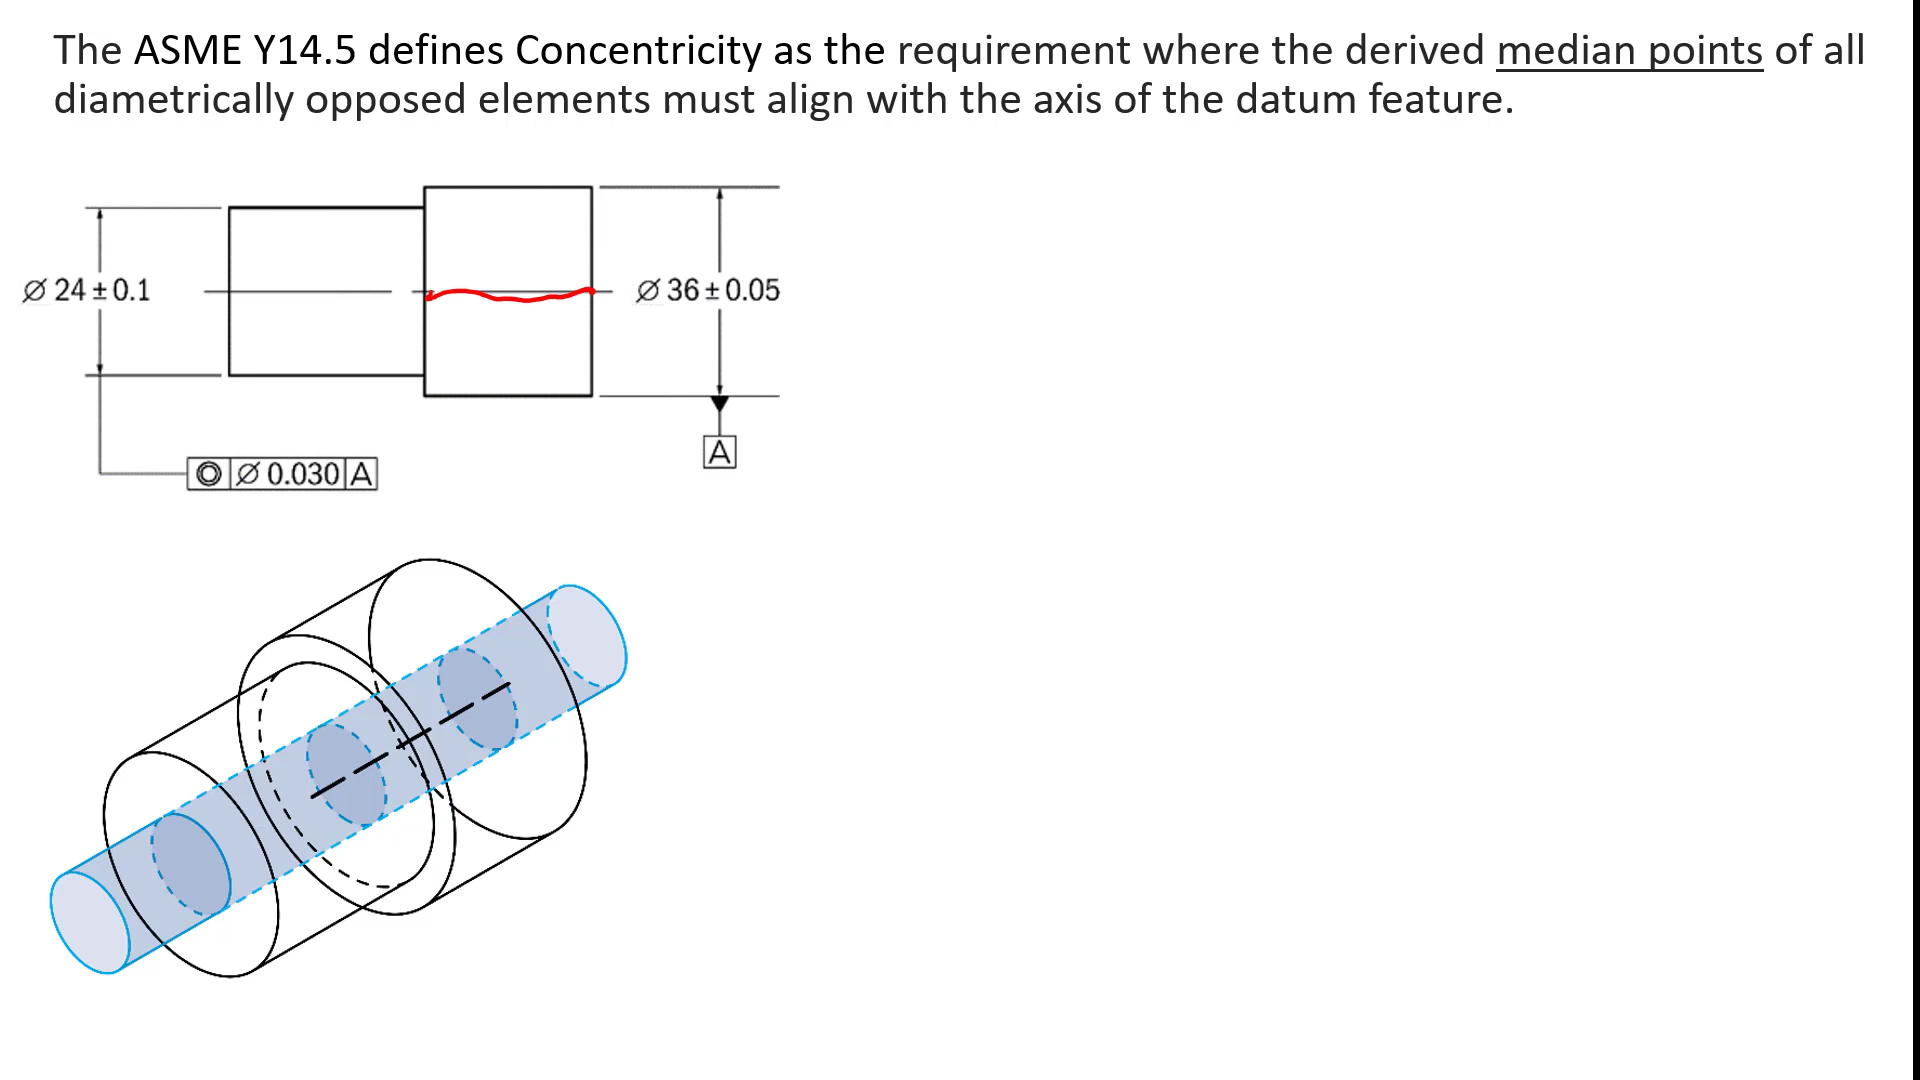 The ASME Y14.5 defines Concentricity as the requirement where the derived median points of all
diametrically opposed elements must align with the axis of the datum feature.
Ø 24 ± 0.1
Ø 36 ± 0.05
A
◎ Ø 0.030 A